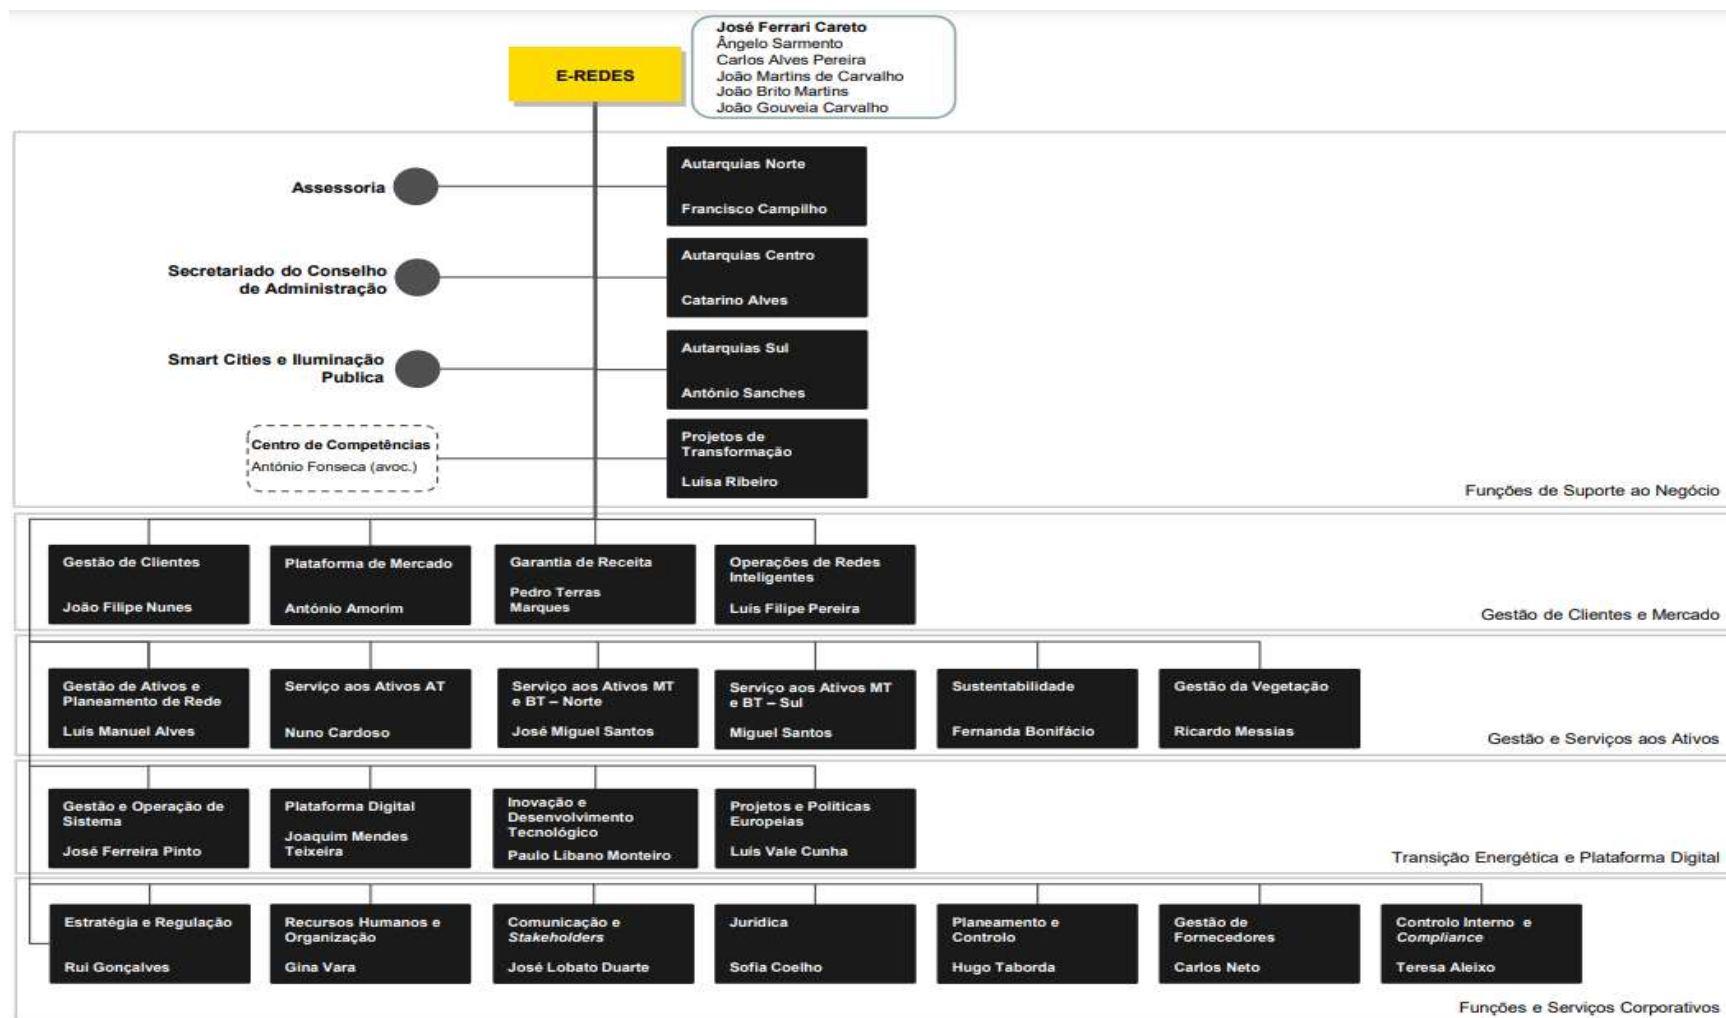 José Ferrari Careto
Ângelo Sarmento
Carlos Alves Pereira
João Martins de Carvalho
João Brito Martins
João Gouveia Carvalho
E-REDES
Assessoria
Autarquias Norte
Francisco Campilho
Secretariado do Conselho
de Administração
Autarquias Centro
Catarino Alves
Smart Cities e Iluminação
Publica
Autarquias Sul
António Sanches
Centro de Competências
António Fonseca (avoc.)
Projetos de
Transformação
Luísa Ribeiro
Funções de Suporte ao Negócio
Gestão de Clientes
João Filipe Nunes
Plataforma de Mercado
António Amorim
Garantia de Receita
Pedro Terras
Marques
Operações de Redes
Inteligentes
Luís Filipe Pereira
Gestão de Clientes e Mercado
Gestão de Ativos e
Planeamento de Rede
Luís Manuel Alves
Serviço aos Ativos AT
Nuno Cardoso
Serviço aos Ativos MT
e BT – Norte
José Miguel Santos
Serviço aos Ativos MT
e BT – Sul
Miguel Santos
Sustentabilidade
Fernanda Bonifácio
Gestão da Vegetação
Ricardo Messias
Gestão e Serviços aos Ativos
Gestão e Operação de
Sistema
José Ferreira Pinto
Plataforma Digital
Joaquim Mendes
Teixeira
Inovação e
Desenvolvimento
Tecnológico
Paulo Líbano Monteiro
Projetos e Políticas
Europeias
Luís Vale Cunha
Transição Energética e Plataforma Digital
Estratégia e Regulação
Rui Gonçalves
Recursos Humanos e
Organização
Gina Vara
Comunicação e
Stakeholders
José Lobato Duarte
Jurídica
Sofia Coelho
Planeamento e
Controlo
Hugo Taborda
Gestão de
Fornecedores
Carlos Neto
Controlo Interno e
Compliance
Teresa Aleixo
Funções e Serviços Corporativos